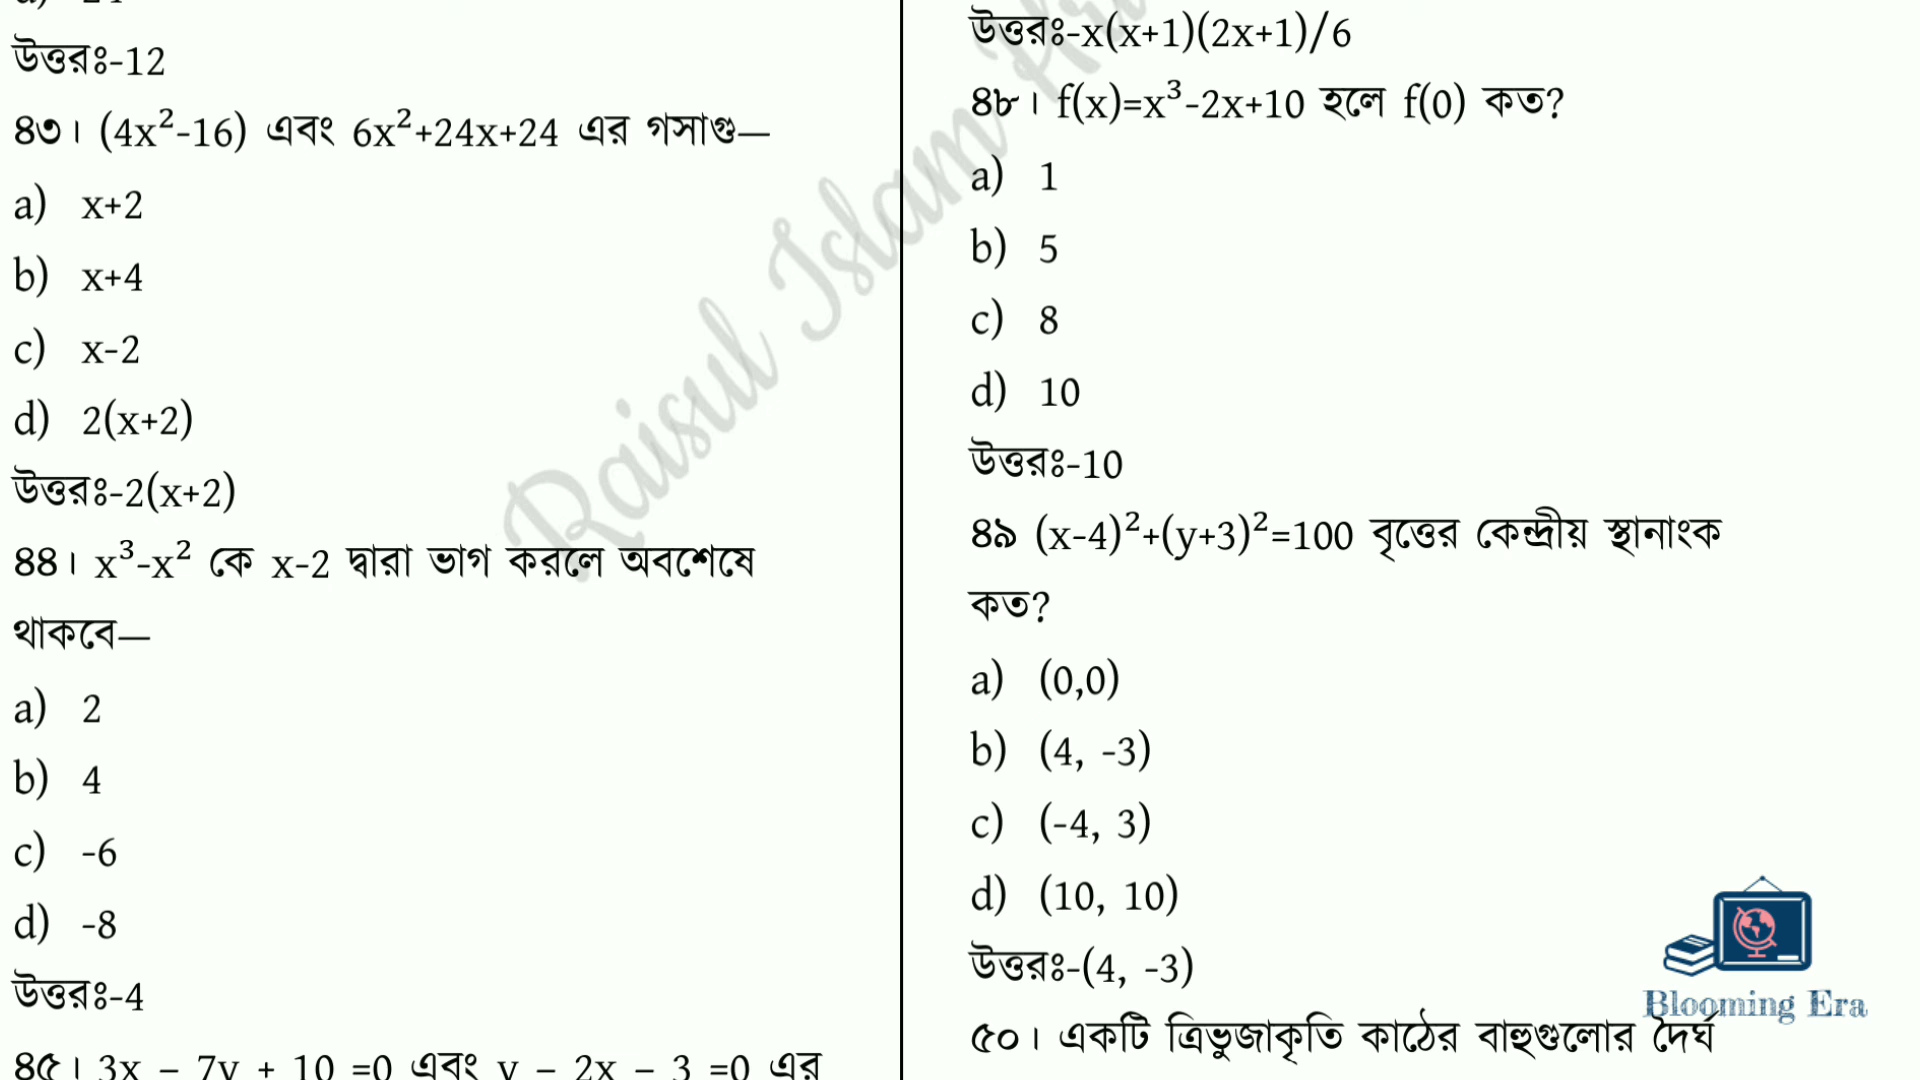 উত্তরঃ-12
৪৩। (4x²-16) এবং 6x²+24x+24 এর গসাগু—
a) x+2
b) x+4
c) x-2
d) 2(x+2)
উত্তরঃ-2(x+2)
৪৪। x³-x² কে x-2 দ্বারা ভাগ করলে অবশেষে
থাকবে—
a) 2
b) 4
c) -6
d) -8
উত্তরঃ-4
৪৫। 3x – 7y + 10 =0 এবং y – 2x – 3 =0 এর
উত্তরঃ-x(x+1)(2x+1)/6
৪৮। f(x)=x³-2x+10 হলে f(0) কত?
a) 1
b) 5
c) 8
d) 10
উত্তরঃ-10
৪৯ (x-4)²+(y+3)²=100 বৃত্তের কেন্দ্রীয় স্থানাংক
কত?
a) (0,0)
b) (4, -3)
c) (-4, 3)
d) (10, 10)
উত্তরঃ-(4, -3)
৫০। একটি ত্রিভুজাকৃতি কাঠের বাহুগুলোর দৈর্ঘ
Raisul Islam
Blooming Era